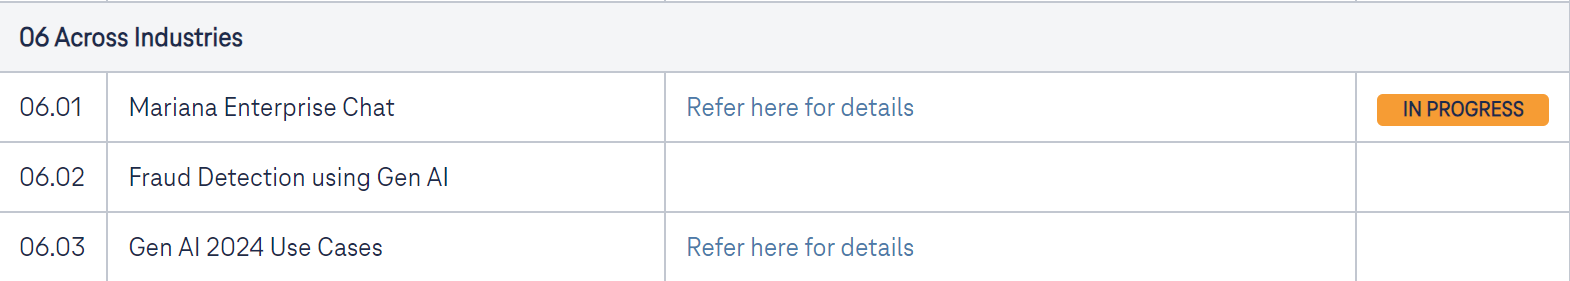 06 Across Industries
06.01 Mariana Enterprise Chat Refer here for details IN PROGRESS
06.02 Fraud Detection using Gen AI
06.03 Gen AI 2024 Use Cases Refer here for details